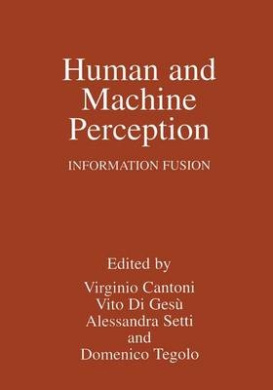 Human and
Machine
Perception
INFORMATION FUSION
Edited by
Virginio Cantoni
Vito Di Gesù
Alessandra Setti
and
Domenico Tegolo